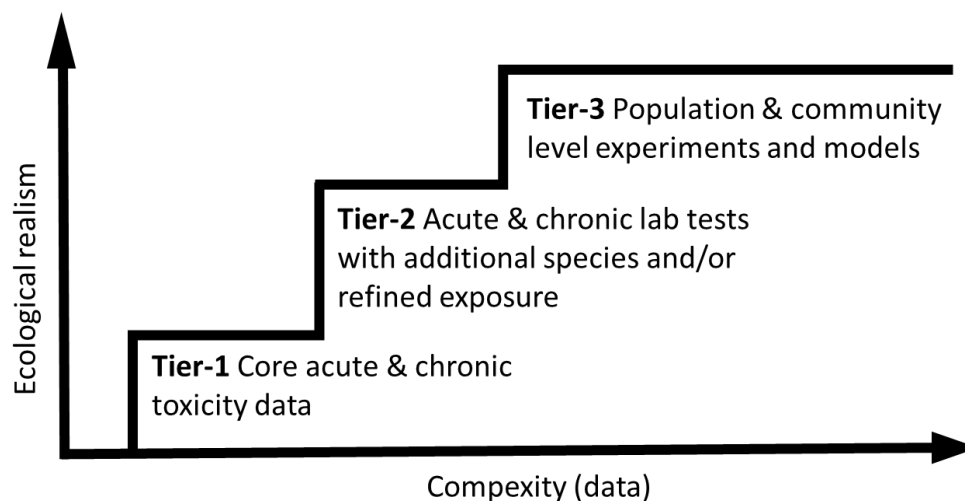 Ecological realism
Tier-3 Population & community
level experiments and models
Tier-2 Acute & chronic lab tests
with additional species and/or
refined exposure
Tier-1 Core acute & chronic
toxicity data
Compexity (data)